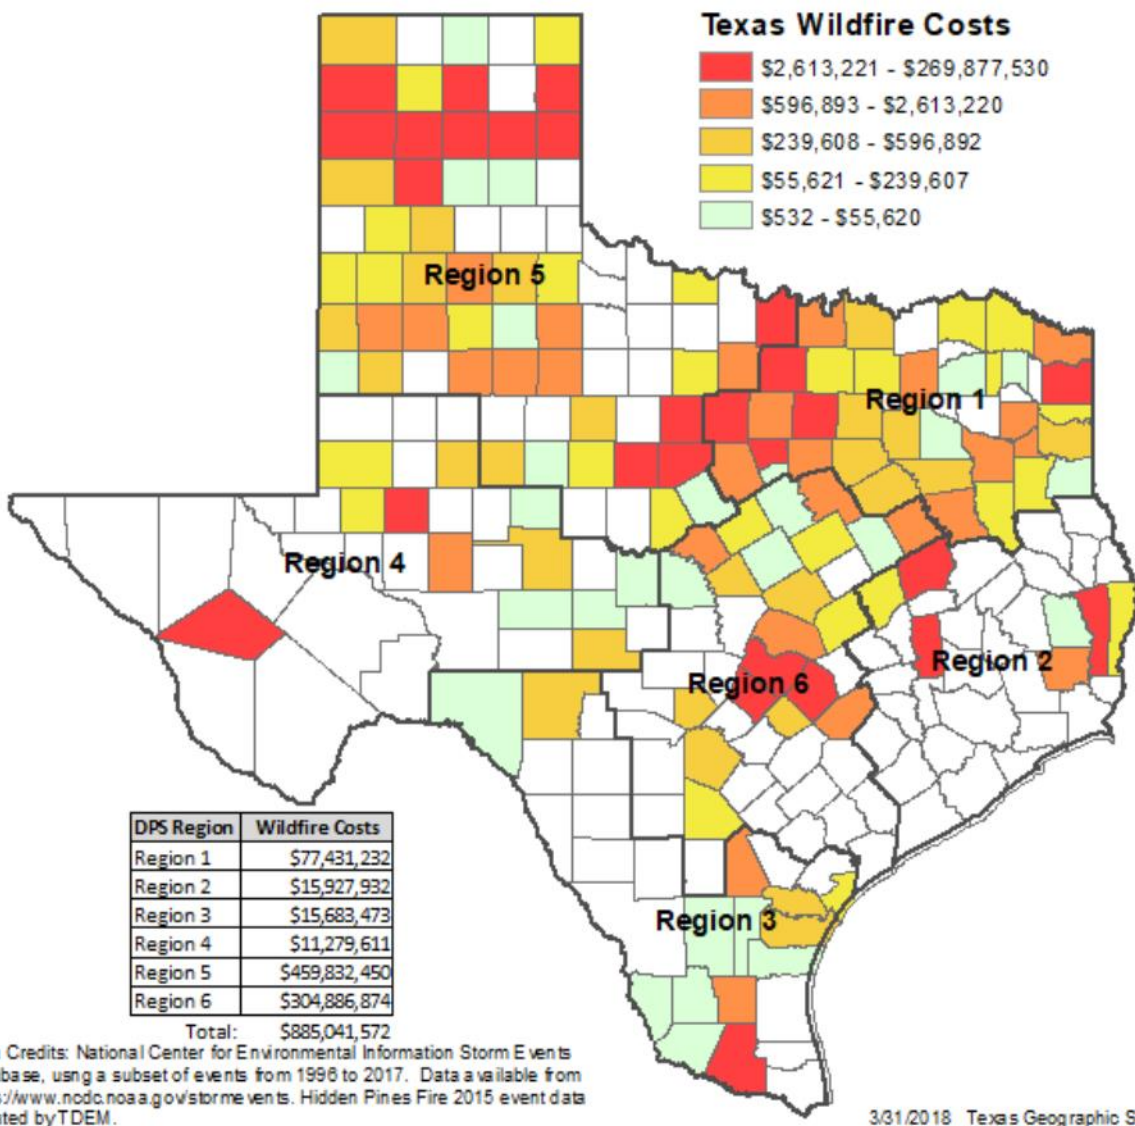 Texas Wildfire Costs
$2,613,221 - $269,877,530
$596,893 - $2,613,220
$239,608 - $596,892
$55,621 - $239,607
$532 - $55,620
Region 5
Region 1
Region 4
Region 2
Region 6
Region 3
DPS Region Wildfire Costs
Region 1 $77,431,232
Region 2 $15,927,932
Region 3 $15,683,473
Region 4 $11,279,611
Region 5 $459,832,450
Region 6 $304,886,874
Total: $885,041,572
Credits: National Center for Environmental Information Storm Events
base, usng a subset of events from 1996 to 2017. Data available from
s://www.ncdc.noaa.gov/stormevents. Hidden Pines Fire 2015 event data
ted by TDEM.
3/31/2018 Texas Geographic S